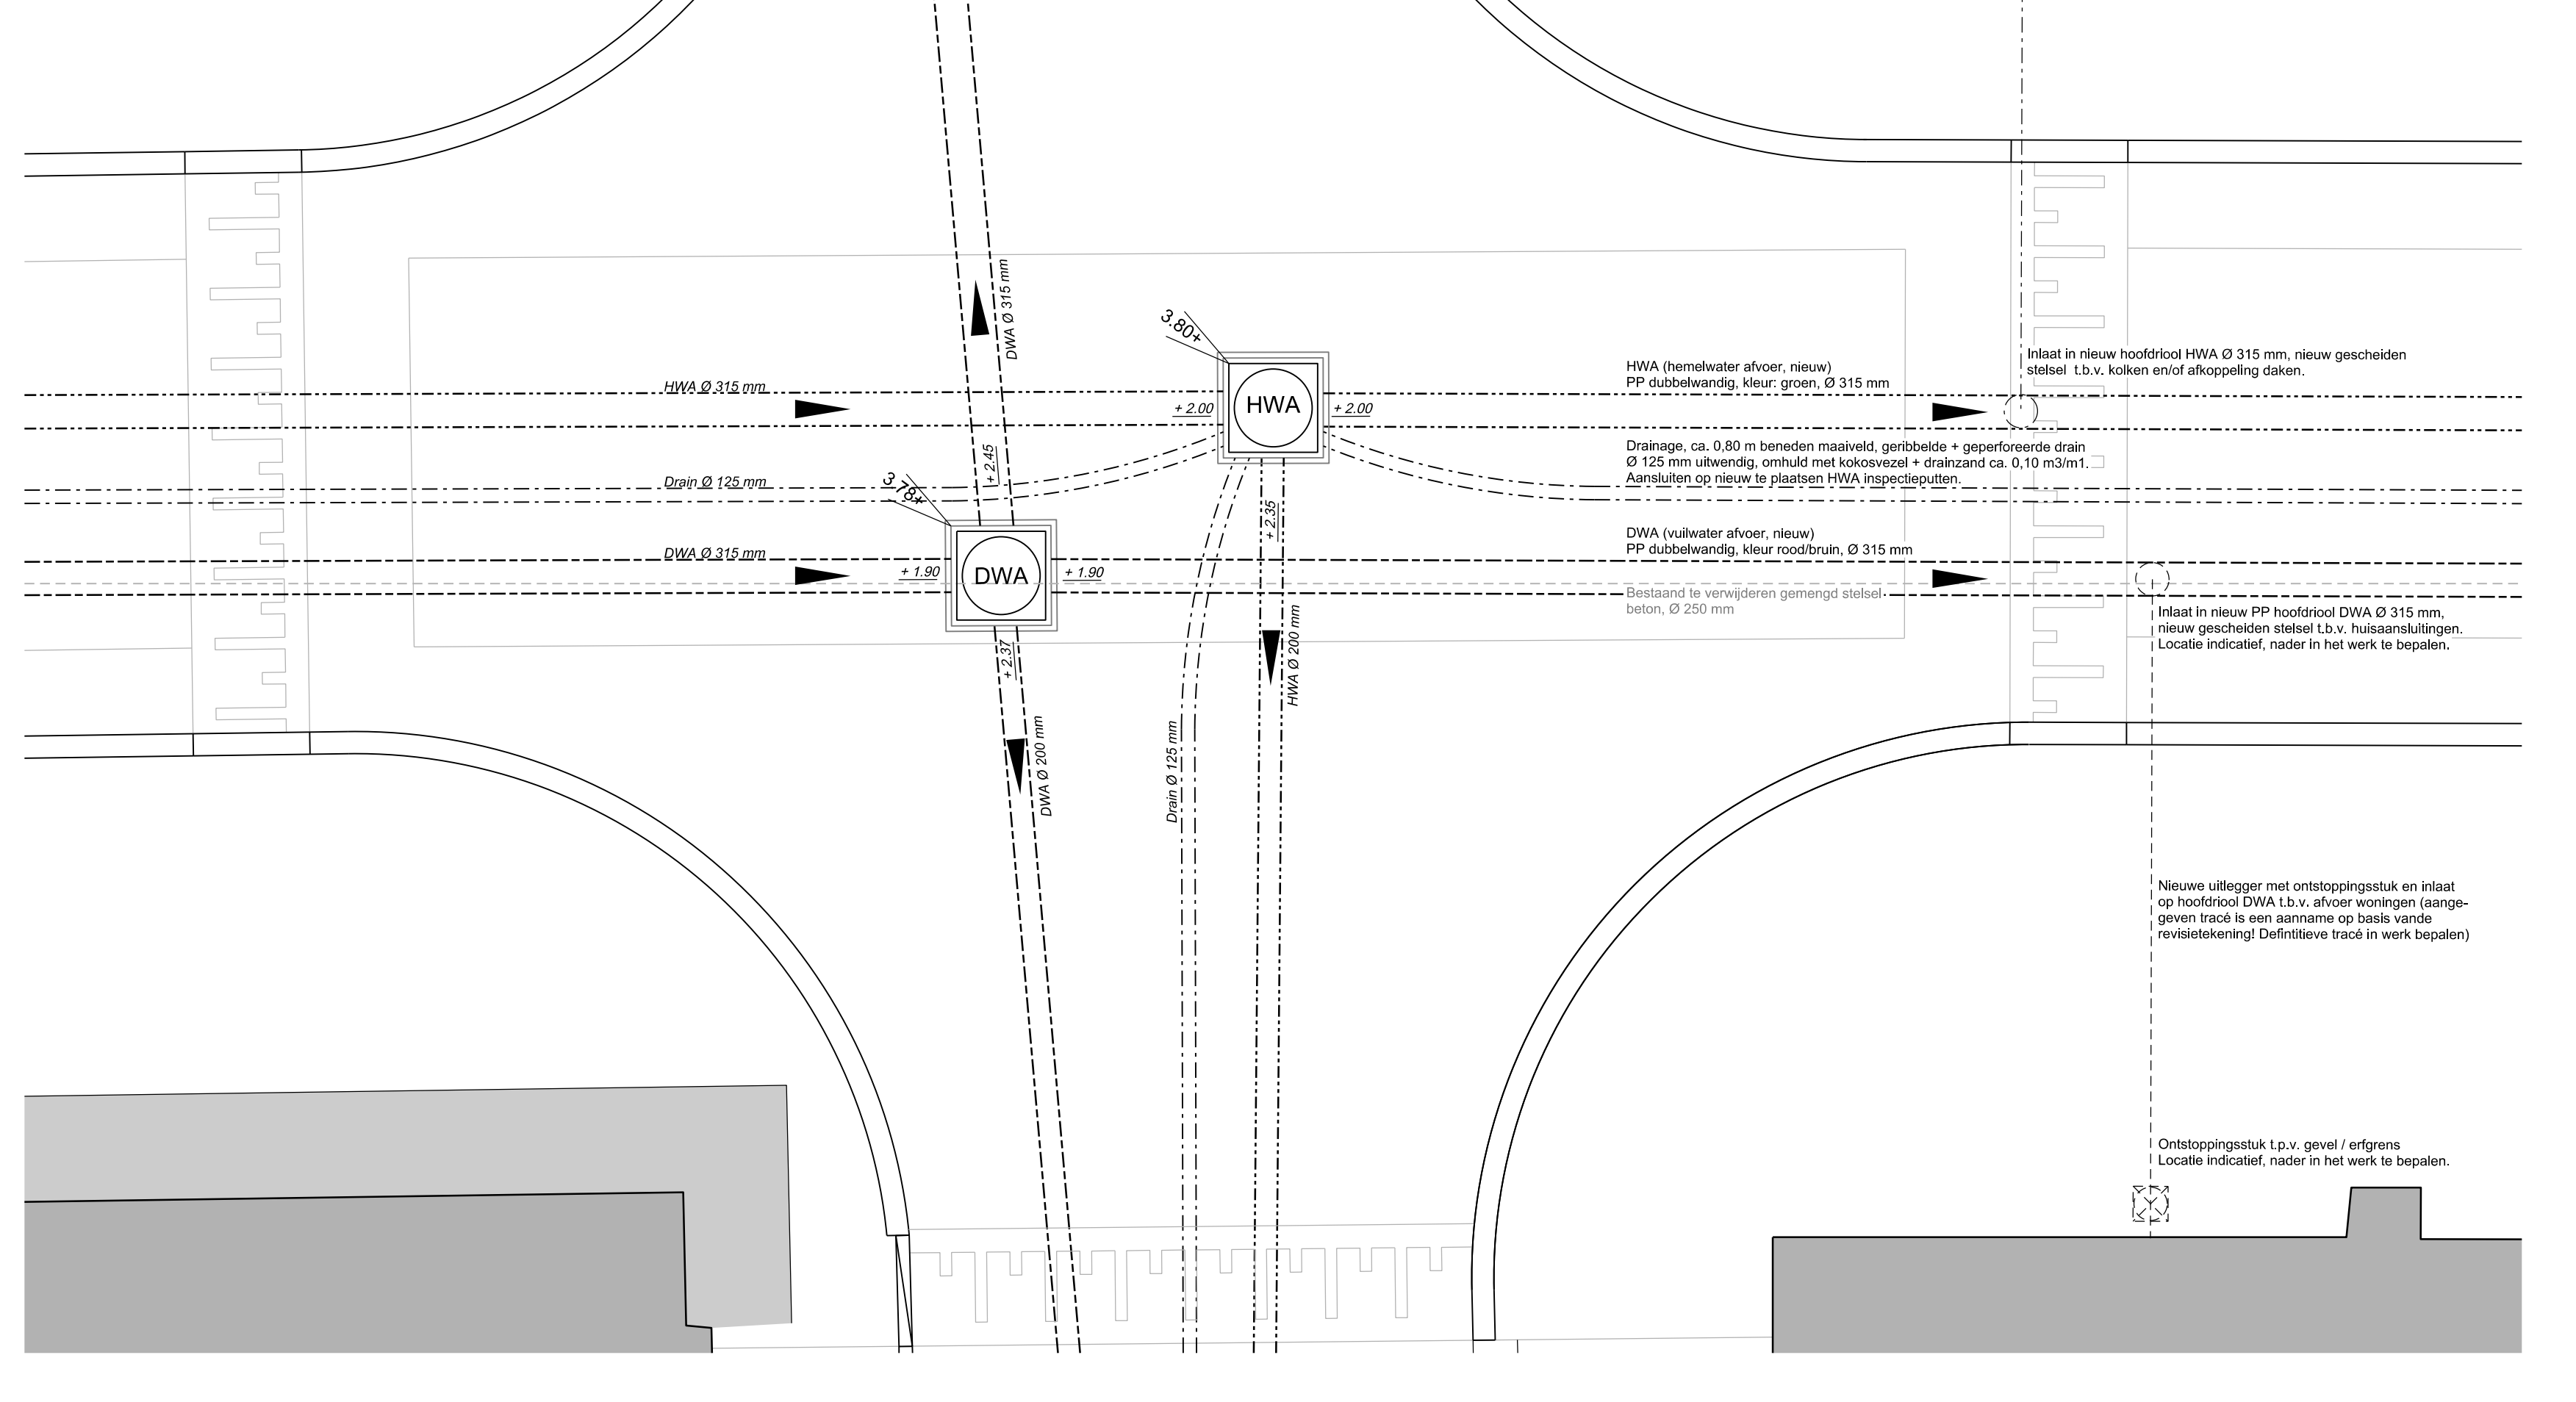 DWA Ø 315 mm
3.80+
HWA Ø 315 mm
+ 2.00
HWA
+ 2.00
HWA (hemelwater afvoer, nieuw)
PP dubbelwandig, kleur: groen, Ø 315 mm
Inlaat in nieuw hoofdriool HWA Ø 315 mm, nieuw gescheiden
stelsel t.b.v. kolken en/of afkoppeling daken.
Drainage, ca. 0,80 m beneden maaiveld, geribbelde + geperforeerde drain
Ø 125 mm uitwendig, omhuld met kokosvezel + drainzand ca. 0,10 m3/m1.
Aansluiten op nieuw te plaatsen HWA inspectieputten.
Drain Ø 125 mm
3.78+
+ 2.45
+ 2.35
DWA Ø 315 mm
+ 1.90
DWA
+ 1.90
DWA (vuilwater afvoer, nieuw)
PP dubbelwandig, kleur rood/bruin, Ø 315 mm
Bestaand te verwijderen gemengd stelsel
beton, Ø 250 mm
Inlaat in nieuw PP hoofdriool DWA Ø 315 mm,
nieuw gescheiden stelsel t.b.v. huisaansluitingen.
Locatie indicatief, nader in het werk te bepalen.
+ 2.37
HWA Ø 200 mm
DWA Ø 200 mm
Drain Ø 125 mm
Nieuwe uitlegger met ontstoppingsstuk en inlaat
op hoofdriool DWA t.b.v. afvoer woningen (aange-
geven tracé is een aanname op basis vande
revisietekening! Defintitieve tracé in werk bepalen)
Ontstoppingsstuk t.p.v. gevel / erfgrens
Locatie indicatief, nader in het werk te bepalen.